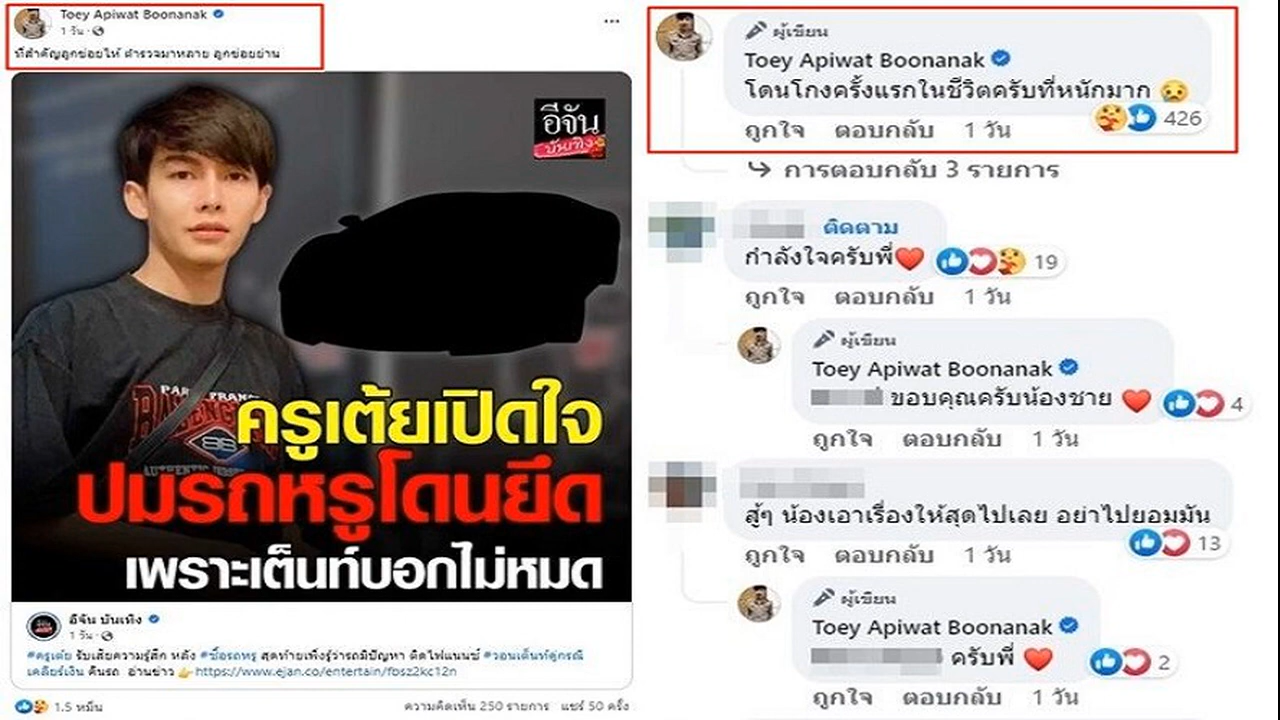 Toey Apiwat Boonanak
1 วัน
ที่สำคัญลูกซ่อยให้ ตำรวจมาหลาย ลูกซ่อยย่าน
อีจัน
บันเทิง
ครูเต้ยเปิดใจ
ปมรถหรูโดนยึด
เพราะเต็นท์บอกไม่หมด
อีจัน บันเทิง
1 วัน
#ครูเต้ย รับเสียความรู้สึก หลัง #ซื้อรถหรู สุดท้ายเพิ่งรู้ว่ารถมีปัญหา ติดไฟแนนซ์ #วอนเต็นท์คู่กรณี
เคลียร์เงิน คืนรถ อ่านข่าว 👉 https://www.ejan.co/entertain/fbsz2kc12n
1.5 หมื่น
ความคิดเห็น 250 รายการ แชร์ 50 ครั้ง
ผู้เขียน
Toey Apiwat Boonanak
โดนโกงครั้งแรกในชีวิตครับที่หนักมาก 😢
426
ถูกใจ ตอบกลับ 1 วัน
การตอบกลับ 3 รายการ
ติดตาม
กำลังใจครับพี่❤️
19
ถูกใจ ตอบกลับ 1 วัน
ผู้เขียน
Toey Apiwat Boonanak
ขอบคุณครับน้องชาย ❤️
4
ถูกใจ ตอบกลับ 1 วัน
สู้ๆ น้องเอาเรื่องให้สุดไปเลย อย่าไปยอมมัน
13
ถูกใจ ตอบกลับ 1 วัน
ผู้เขียน
Toey Apiwat Boonanak
ครับพี่ ❤️
2
ถูกใจ ตอบกลับ 1 วัน